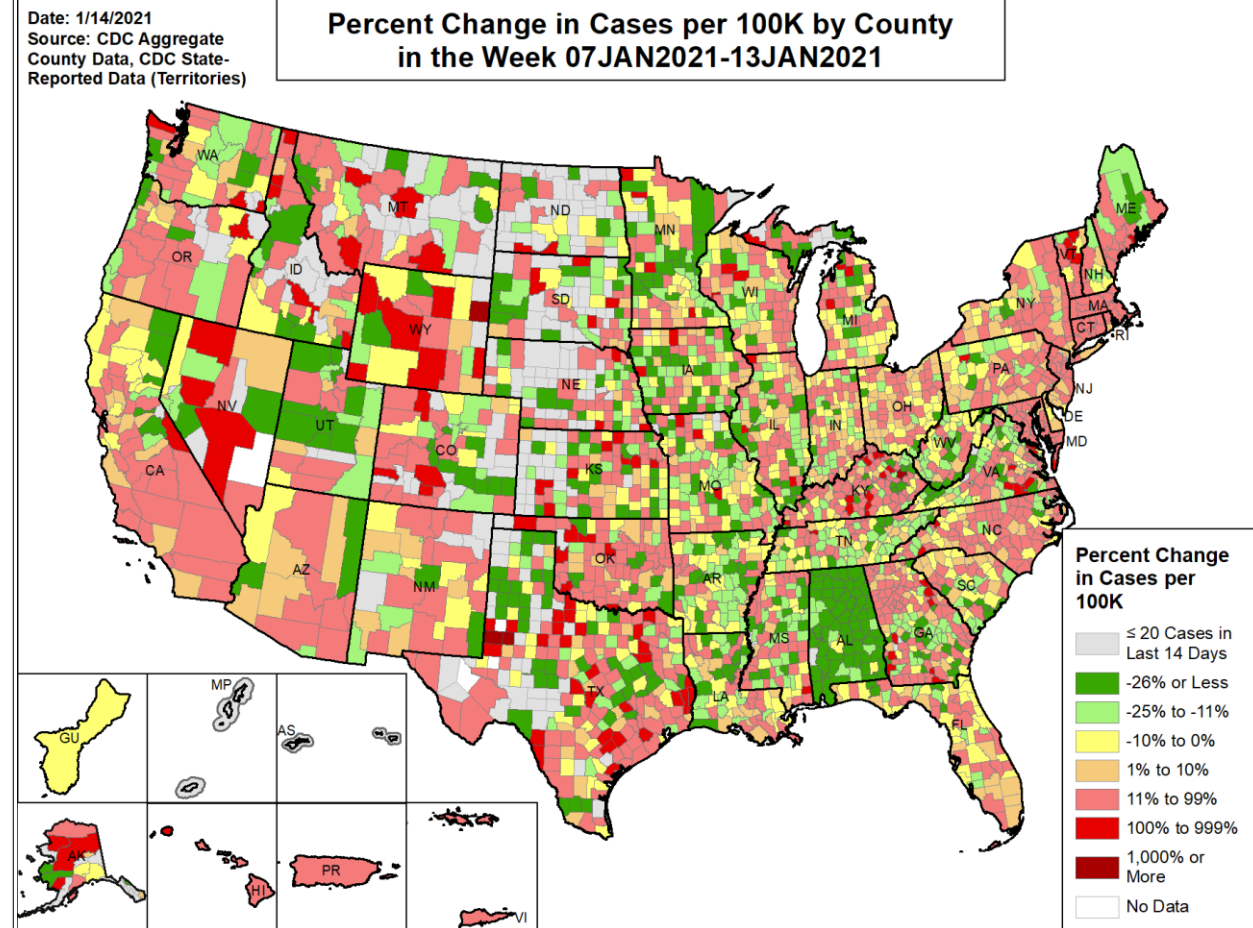 Date: 1/14/2021
Source: CDC Aggregate
County Data, CDC State-
Reported Data (Territories)
Percent Change in Cases per 100K by County
in the Week 07JAN2021-13JAN2021
WA
MT
ND
MN
ME
OR
ID
SD
WI
VT
NH
NY
MA
WY
MI
CT
RI
NE
IA
PA
NJ
NV
UT
CO
IL
IN
OH
DE
MD
CA
KS
MO
WV
VA
KY
AZ
NM
OK
AR
TN
NC
SC
MS
AL
GA
TX
LA
FL
Percent Change
in Cases per
100K
≤ 20 Cases in
Last 14 Days
-26% or Less
-25% to -11%
-10% to 0%
1% to 10%
11% to 99%
100% to 999%
1,000% or
More
No Data
GU
MP
AS
AK
HI
PR
VI